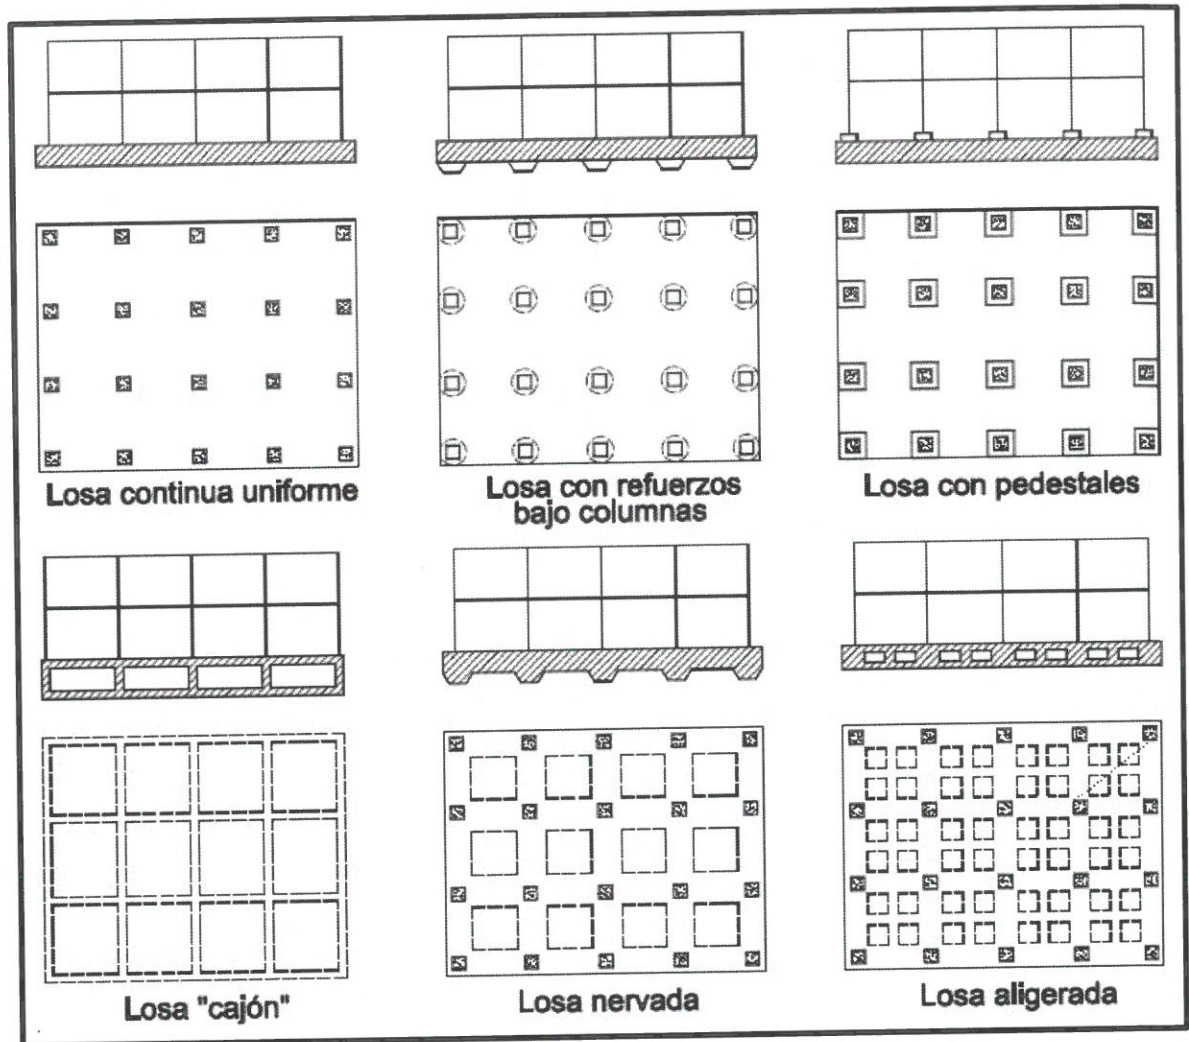 Losa continua uniforme
Losa con refuerzos
bajo columnas
Losa con pedestales
Losa "cajón"
Losa nervada
Losa aligerada